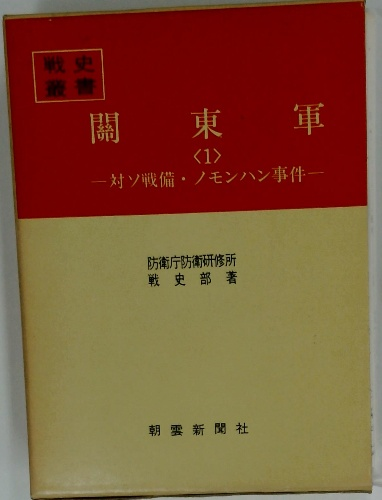 戦史
叢書
關東軍
〈1〉
―対ソ戦備・ノモンハン事件―
防衛庁防衛研修所
戦史部著
朝雲新聞社